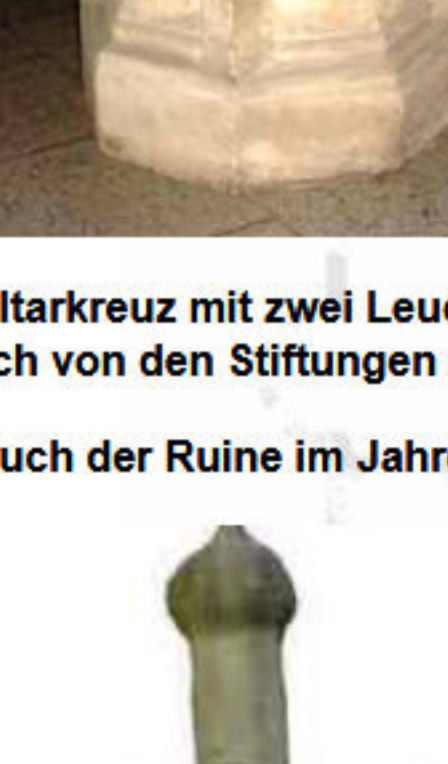 ltarkreuz mit zwei Leuc
ch von den Stiftungen
uch der Ruine im Jahr